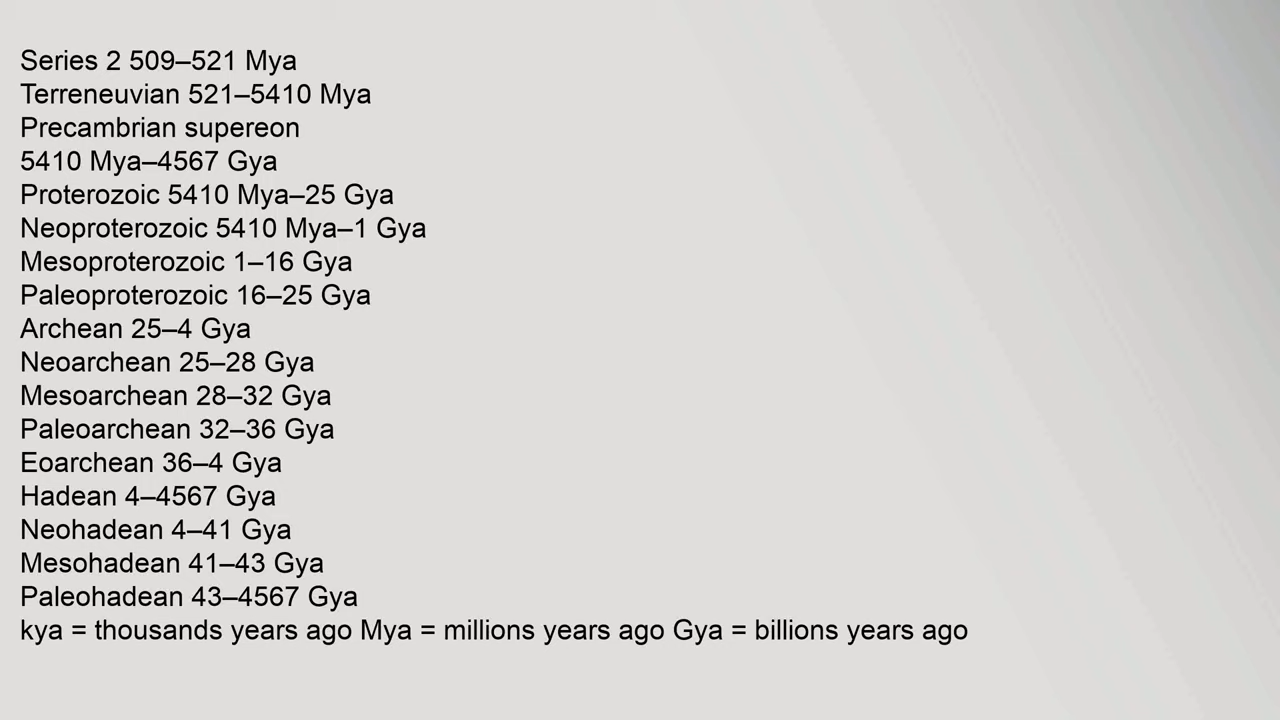 Series 2 509–521 Mya
Terreneuvian 521–5410 Mya
Precambrian supereon
5410 Mya–4567 Gya
Proterozoic 5410 Mya–25 Gya
Neoproterozoic 5410 Mya–1 Gya
Mesoproterozoic 1–16 Gya
Paleoproterozoic 16–25 Gya
Archean 25–4 Gya
Neoarchean 25–28 Gya
Mesoarchean 28–32 Gya
Paleoarchean 32–36 Gya
Eoarchean 36–4 Gya
Hadean 4–4567 Gya
Neohadean 4–41 Gya
Mesohadean 41–43 Gya
Paleohadean 43–4567 Gya
kya = thousands years ago Mya = millions years ago Gya = billions years ago